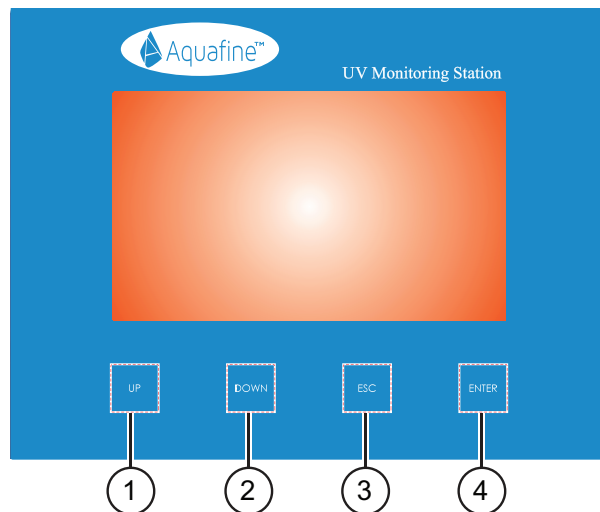 Aquafine™
UV Monitoring Station
UP DOWN ESC ENTER
1 2 3 4